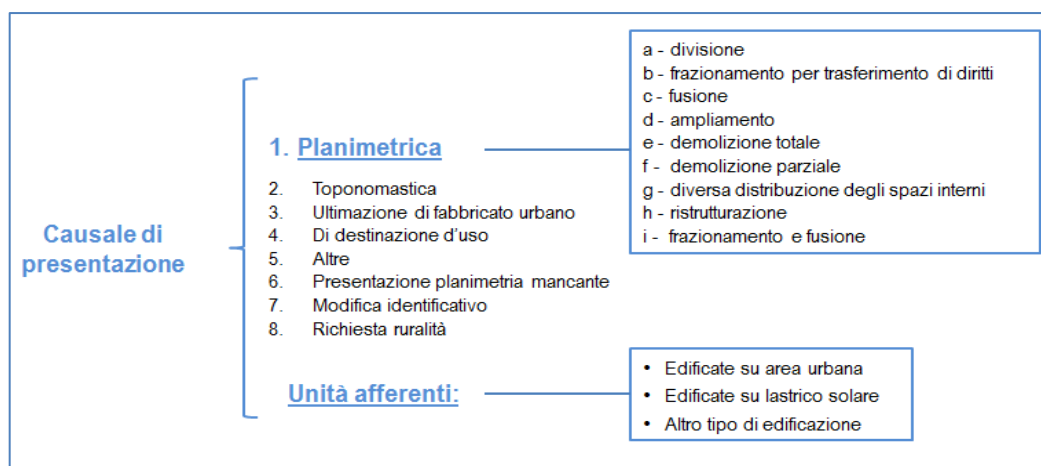 Causale di
presentazione
1. Planimetrica
2. Toponomastica
3. Ultimazione di fabbricato urbano
4. Di destinazione d'uso
5. Altre
6. Presentazione planimetria mancante
7. Modifica identificativo
8. Richiesta ruralità
Unità afferenti:
a - divisione
b - frazionamento per trasferimento di diritti
c - fusione
d - ampliamento
e - demolizione totale
f - demolizione parziale
g - diversa distribuzione degli spazi interni
h - ristrutturazione
i - frazionamento e fusione
• Edificate su area urbana
• Edificate su lastrico solare
• Altro tipo di edificazione